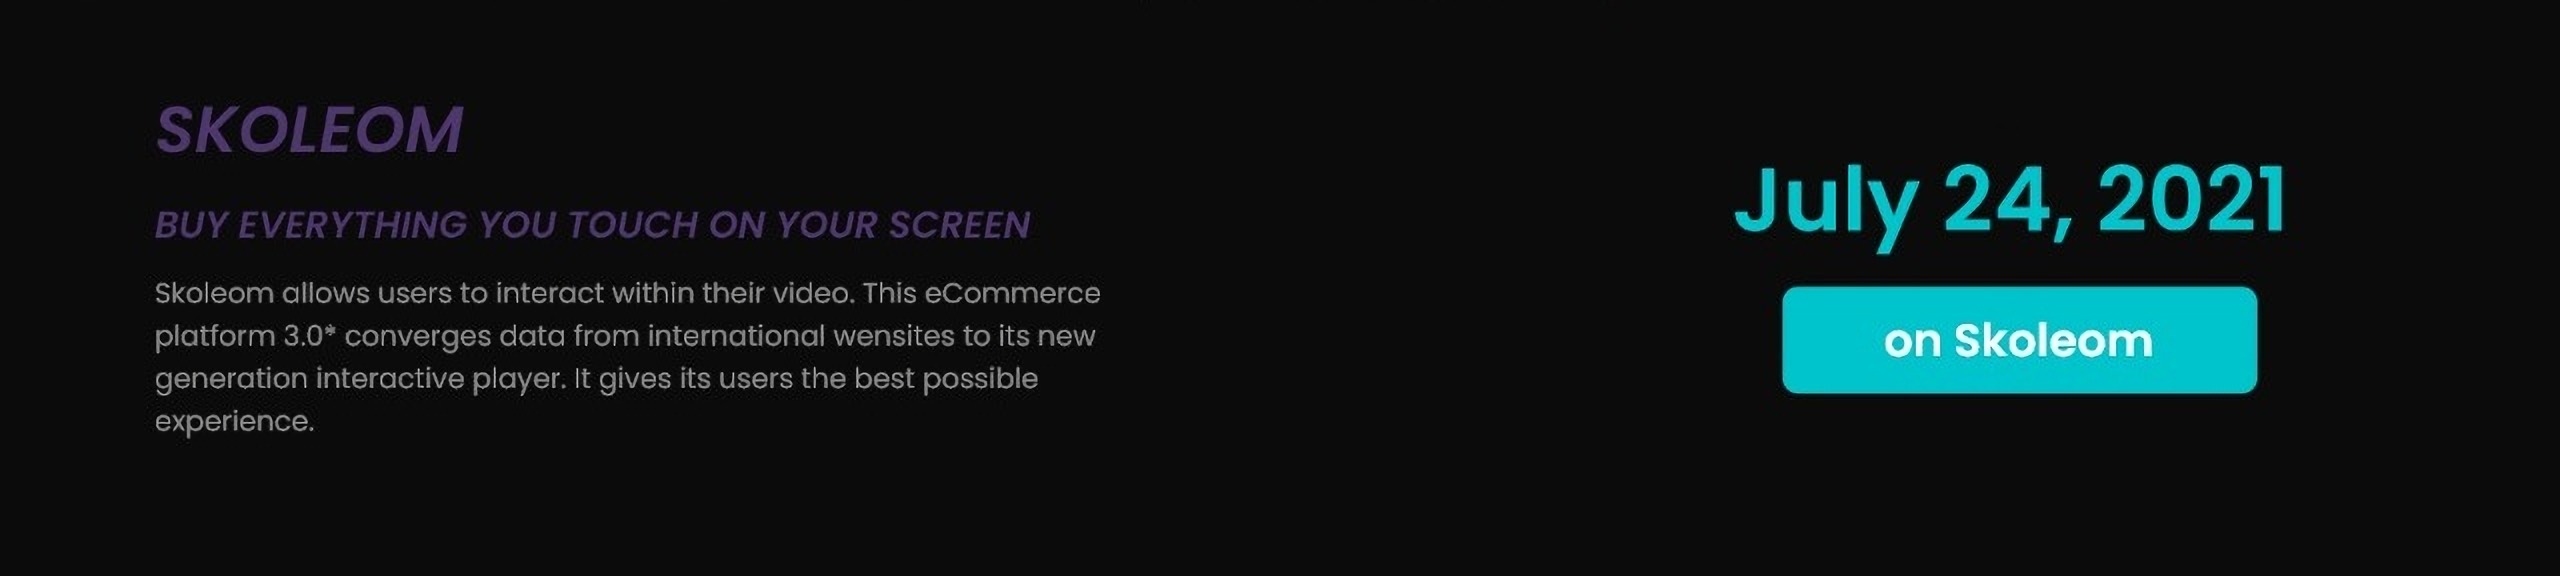 SKOLEOM
BUY EVERYTHING YOU TOUCH ON YOUR SCREEN
Skoleom allows users to interact within their video. This eCommerce
platform 3.0* converges data from international wensites to its new
generation interactive player. It gives its users the best possible
experience.
July 24, 2021
on Skoleom